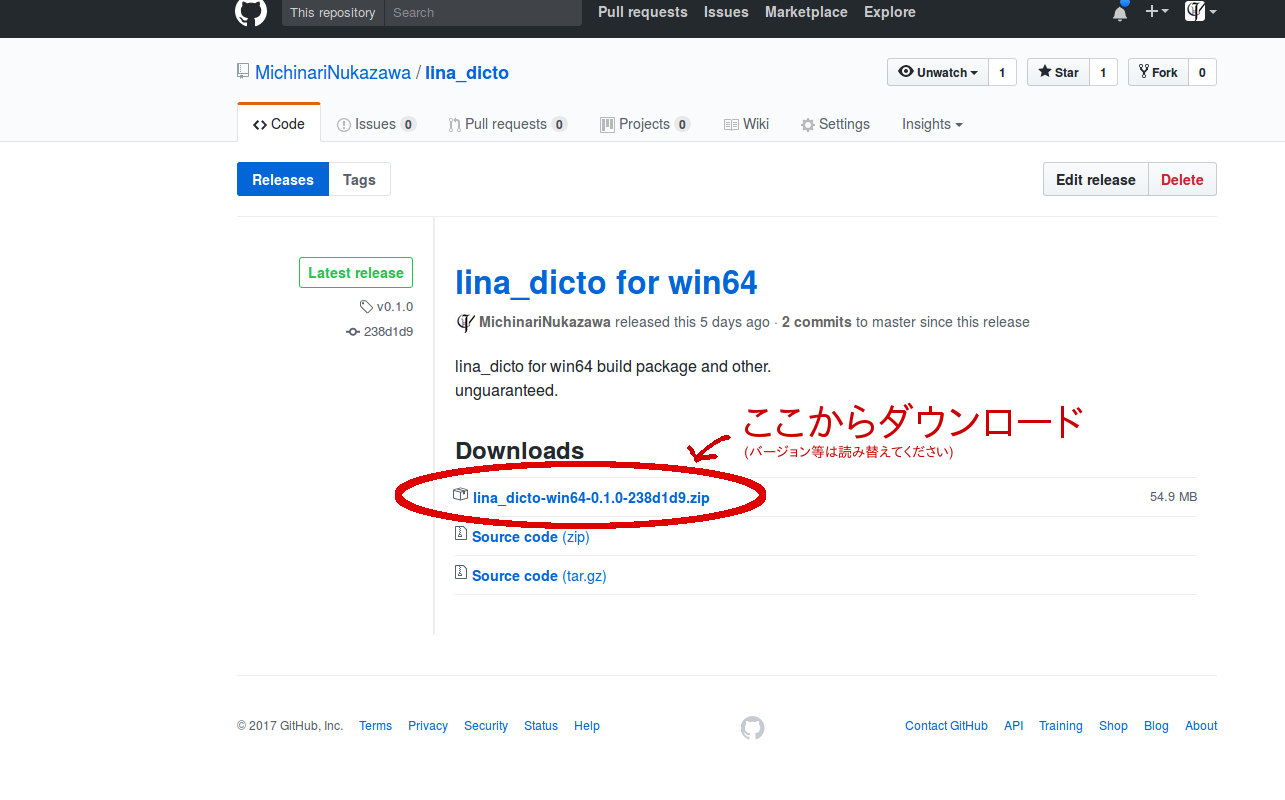 This repository Search Pull requests Issues Marketplace Explore
MichinariNukazawa / lina_dicto Unwatch 1 Star 1 Fork 0
Code Issues 0 Pull requests 0 Projects 0 Wiki Settings Insights
Releases Tags Edit release Delete
Latest release
v0.1.0
238d1d9
lina_dicto for win64
MichinariNukazawa released this 5 days ago · 2 commits to master since this release
lina_dicto for win64 build package and other.
unguaranteed.
ここからダウンロード
(バージョン等は読み替えてください)
Downloads
lina_dicto-win64-0.1.0-238d1d9.zip 54.9 MB
Source code (zip)
Source code (tar.gz)
© 2017 GitHub, Inc. Terms Privacy Security Status Help Contact GitHub API Training Shop Blog About